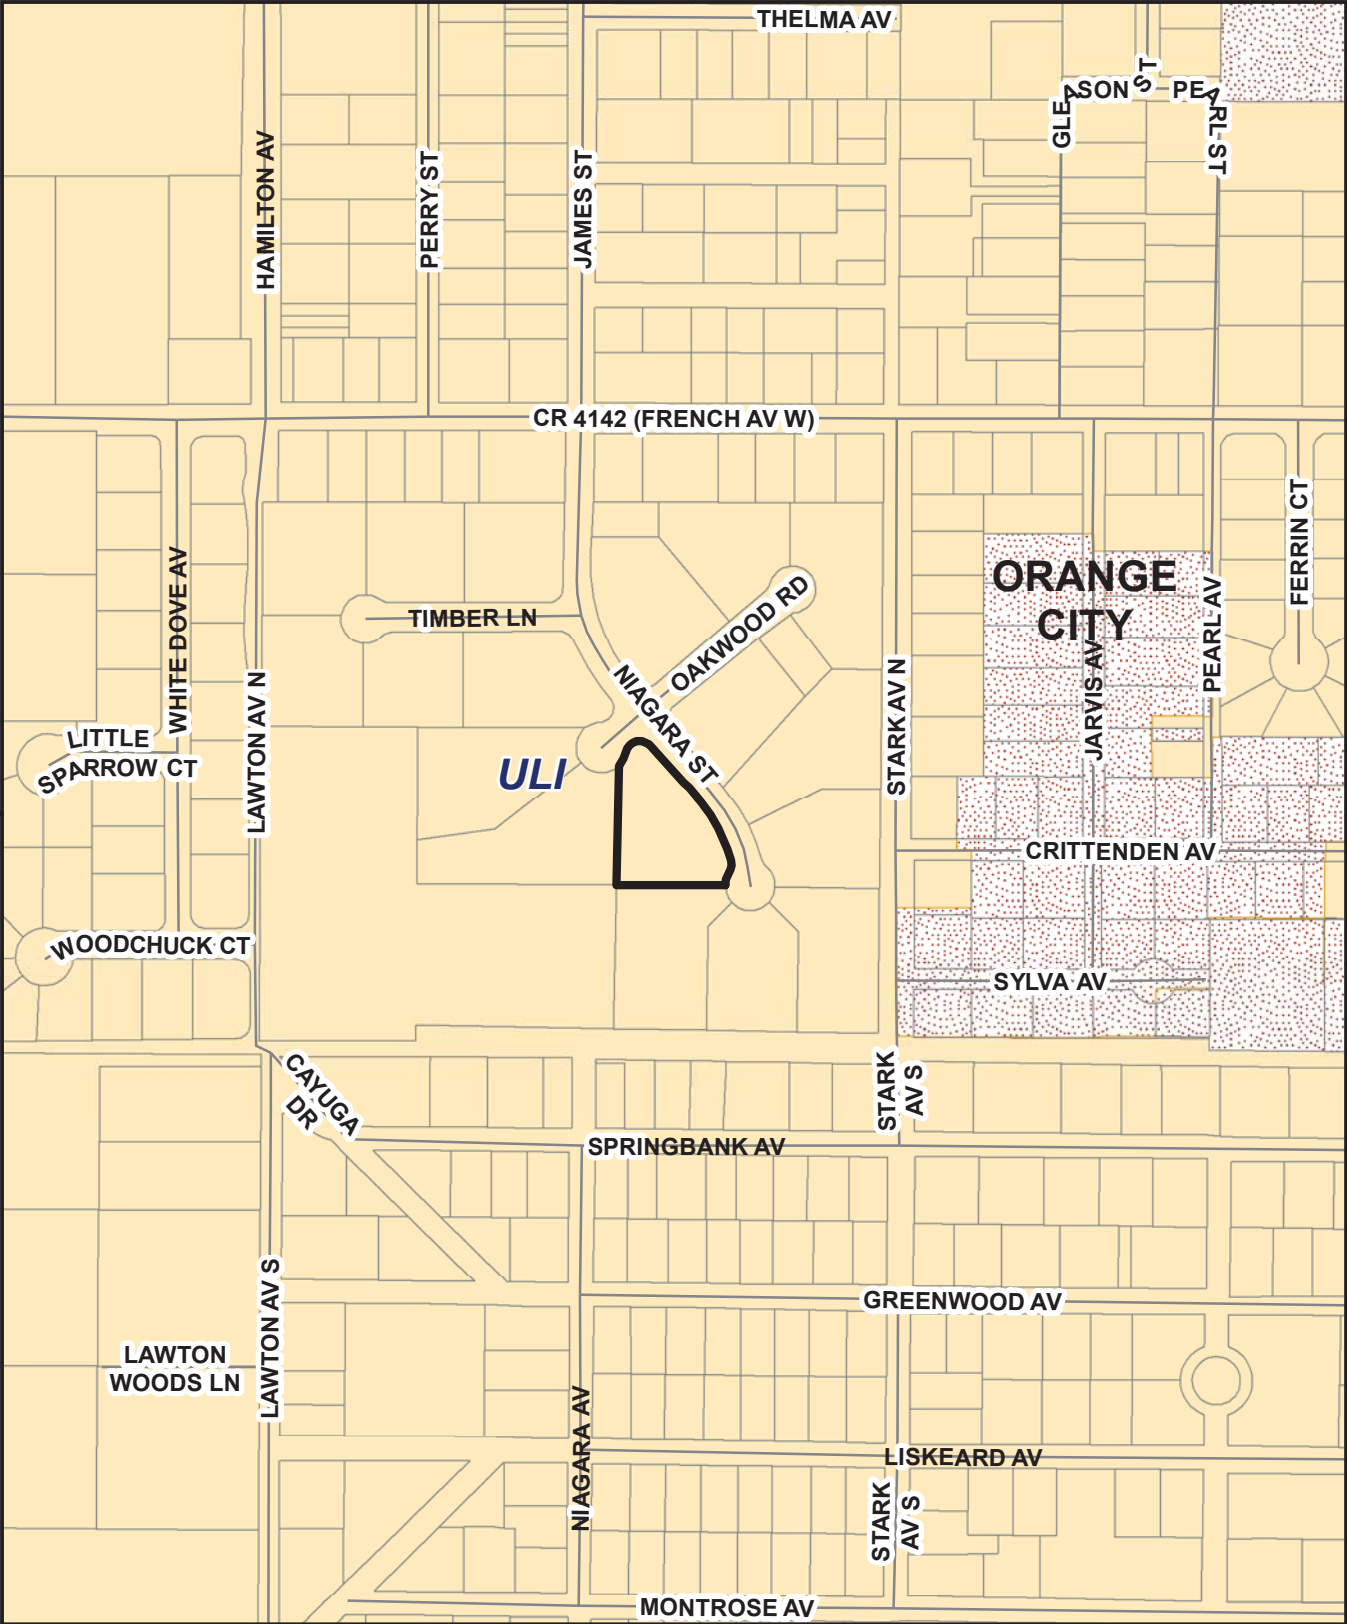 THELMA AV
GLEASON ST
PEARL ST
HAMILTON AV
PERRY ST
JAMES ST
CR 4142 (FRENCH AV W)
FERRIN CT
ORANGE
CITY
WHITE DOVE AV
TIMBER LN
OAKWOOD RD
PEARL AV
NIAGARA ST
STARK AV N
JARVIS AV
LAWTON AV N
LITTLE
SPARROW CT
ULI
CRITTENDEN AV
WOODCHUCK CT
SYLVA AV
CAYUGA
DR
STARK
AV S
SPRINGBANK AV
LAWTON AV S
GREENWOOD AV
LAWTON
WOODS LN
NIAGARA AV
LISKEARD AV
STARK
AV S
MONTROSE AV